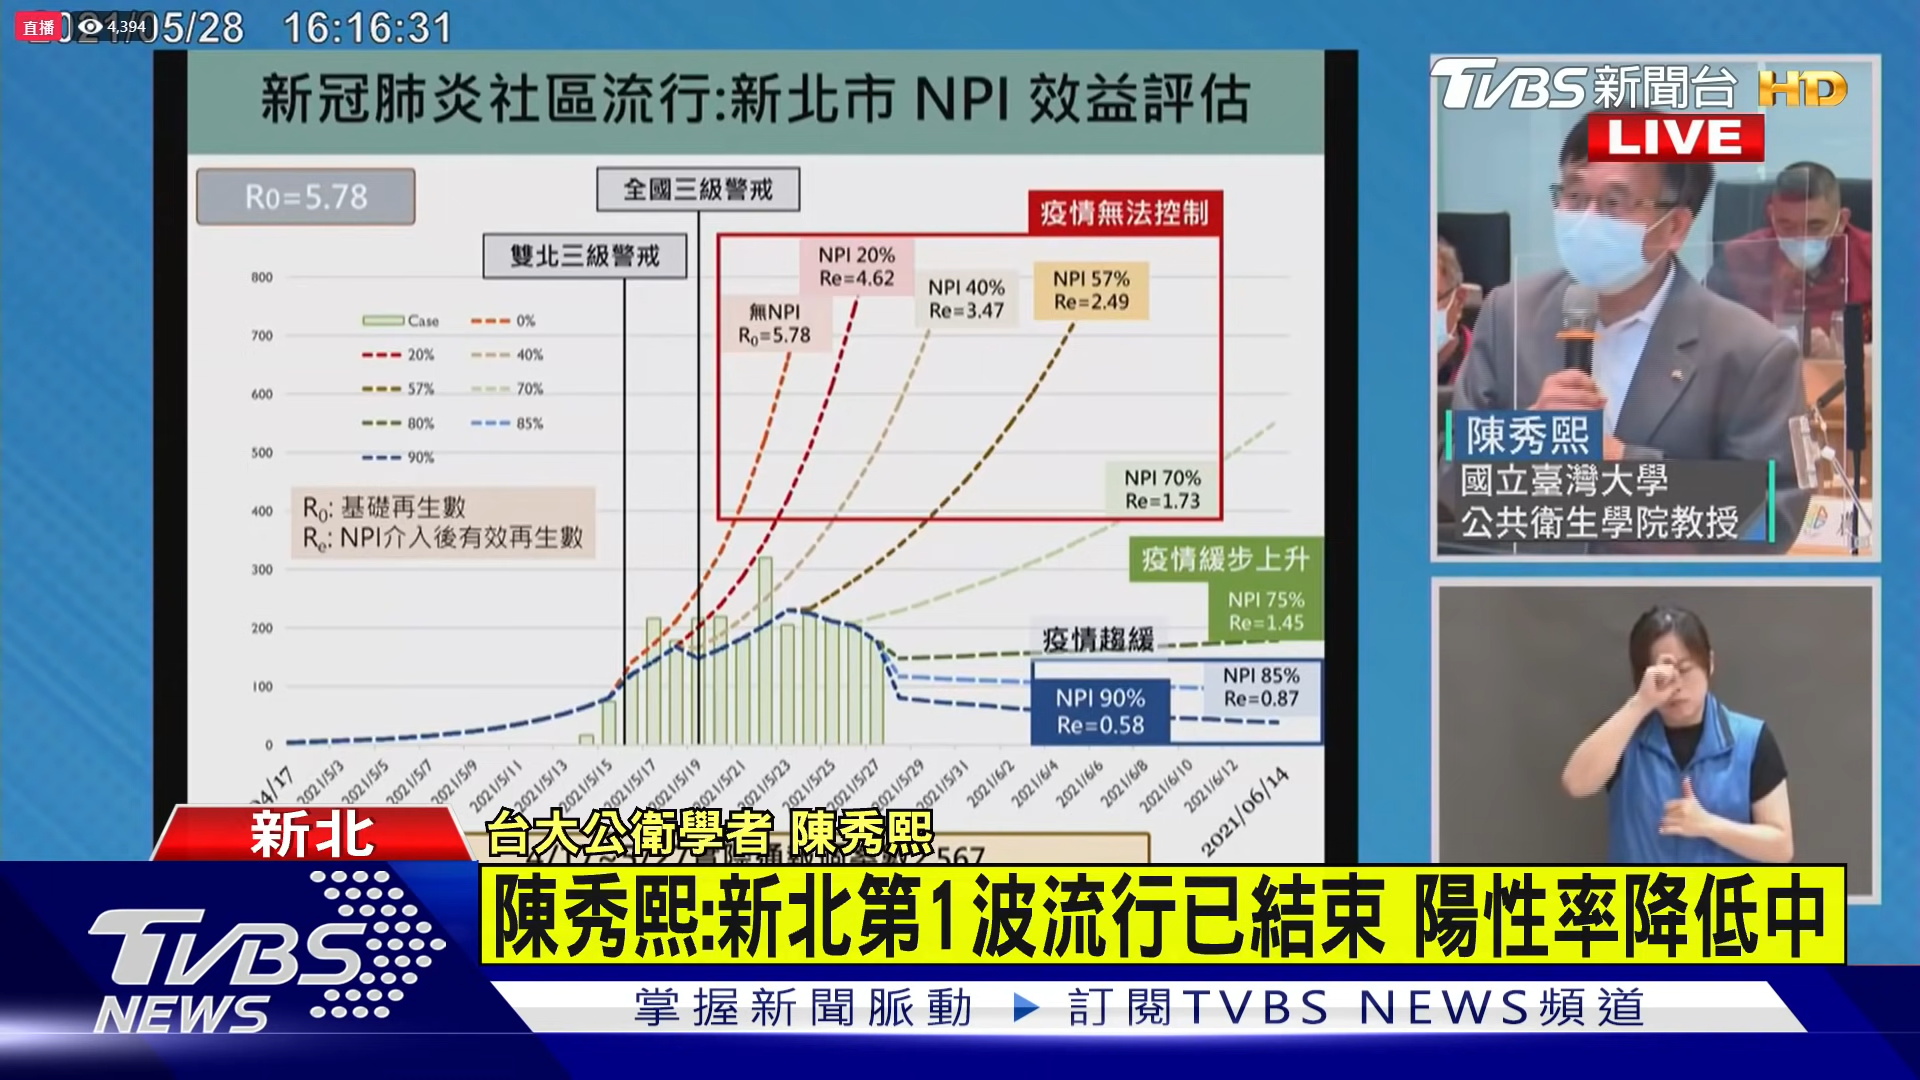 直播 4,394
2021/05/28 16:16:31
新冠肺炎社區流行:新北市 NPI 效益評估
R0=5.78
全國三級警戒
雙北三級警戒
疫情無法控制
無NPI
R0=5.78
NPI 20%
Re=4.62
NPI 40%
Re=3.47
NPI 57%
Re=2.49
NPI 70%
Re=1.73
疫情緩步上升
NPI 75%
Re=1.45
疫情趨緩
NPI 85%
Re=0.87
NPI 90%
Re=0.58
800
700
600
500
400
300
200
100
0
Case 0%
20% 40%
57% 70%
80% 85%
90%
R0: 基礎再生數
Re: NPI介入後有效再生數
04/17 2021/5/3 2021/5/5 2021/5/7 2021/5/9 2021/5/11 2021/5/13 2021/5/15 2021/5/17 2021/5/19 2021/5/21 2021/5/23 2021/5/25 2021/5/27 2021/5/29 2021/5/31 2021/6/2 2021/6/4 2021/6/6 2021/6/8 2021/6/10 2021/6/12 2021/06/14
TVBS新聞台 HD
LIVE
陳秀熙
國立臺灣大學
公共衛生學院教授
新北
台大公衛學者 陳秀熙
陳秀熙:新北第1波流行已結束 陽性率降低中
TVBS
NEWS
掌握新聞脈動 訂閱TVBS NEWS頻道